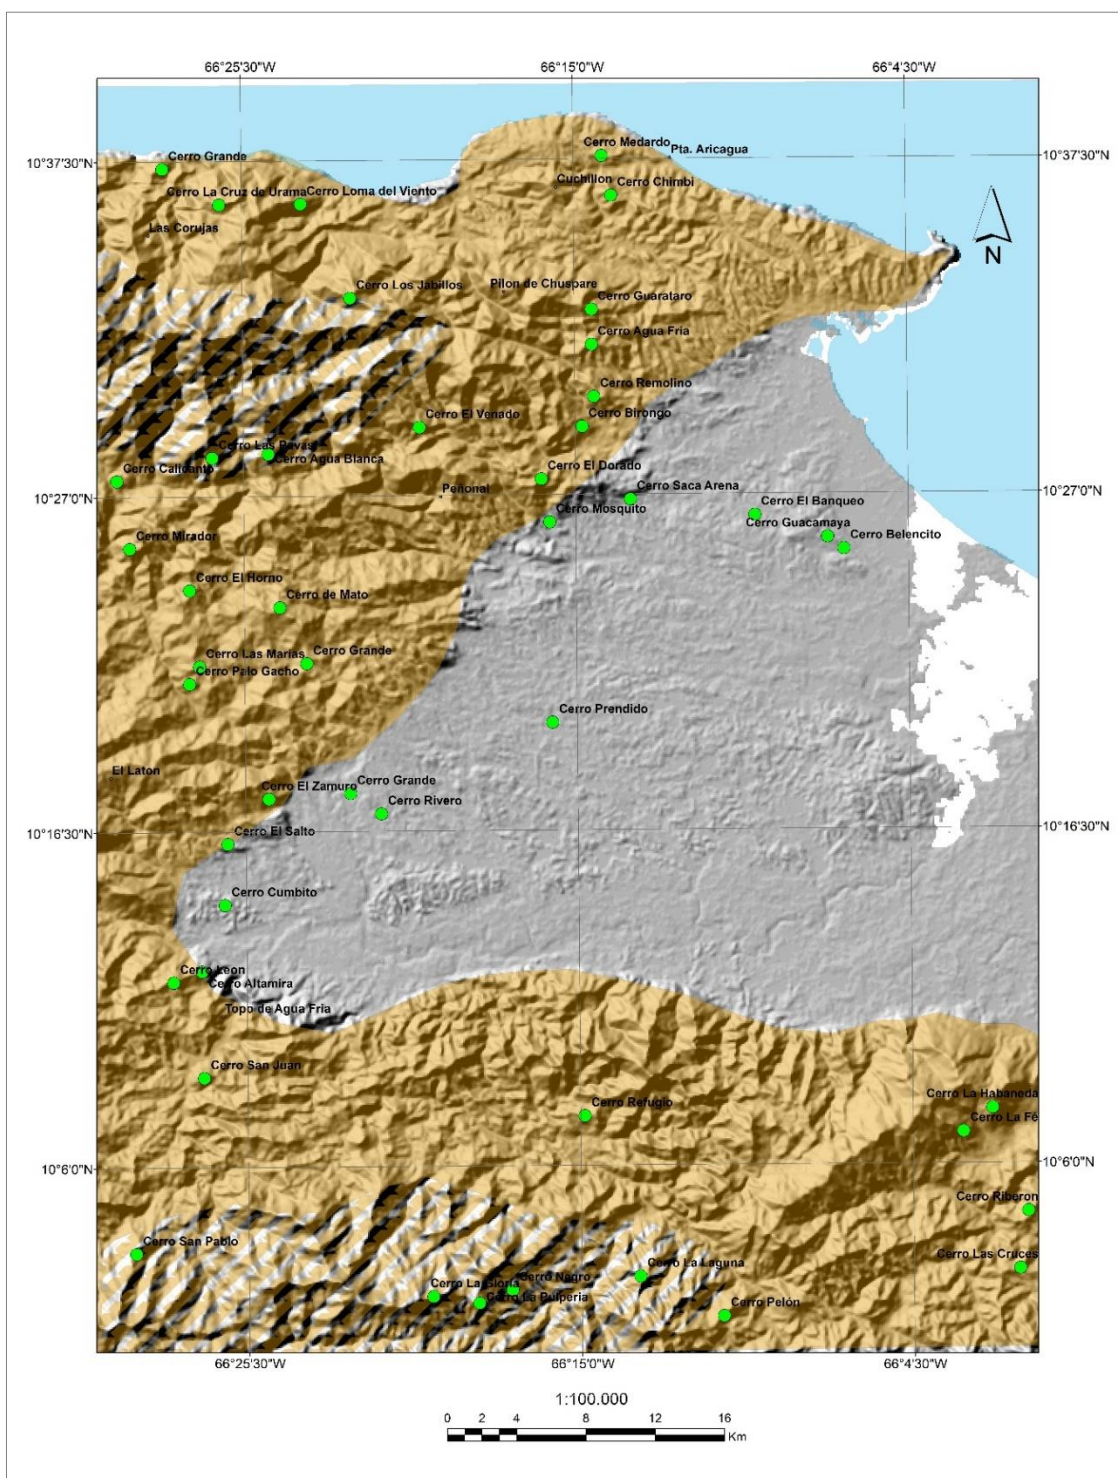 66°25'30"W
66°15'0"W
66°4'30"W
10°37'30"N
10°37'30"N
Cerro Medardo
Pta. Aricagua
Cerro Grande
Cuchillon
Cerro Chimbi
Cerro La Cruz de Urama
Cerro Loma del Viento
Las Corujas
N
Cerro Los Jabillos
Pilon de Chuspare
Cerro Guarataro
Cerro Agua Fria
Cerro Remolino
Cerro El Venado
Cerro Birongo
Cerro Las Pavas
Cerro Agua Blanca
Cerro Calicanto
Cerro El Dorado
Peñonal
10°27'0"N
10°27'0"N
Cerro Saca Arena
Cerro Mosquito
Cerro El Banqueo
Cerro Guacamaya
Cerro Belencito
Cerro Mirador
Cerro El Horno
Cerro de Mato
Cerro Las Marías
Cerro Grande
Cerro Palo Gacho
Cerro Prendido
El Laton
Cerro El Zamuro
Cerro Grande
Cerro Rivero
10°16'30"N
10°16'30"N
Cerro El Salto
Cerro Cumbito
Cerro Leon
Cerro Altamira
Topo de Agua Fria
Cerro San Juan
Cerro Refugio
Cerro La Habaneda
Cerro La Fé
10°6'0"N
10°6'0"N
Cerro Riberon
Cerro San Pablo
Cerro Las Cruces
Cerro La Laguna
Cerro La Gloria
Cerro Negro
Cerro La Pulperia
Cerro Pelón
66°25'30"W
66°15'0"W
66°4'30"W
1:100.000
0 2 4 8 12 16
Km